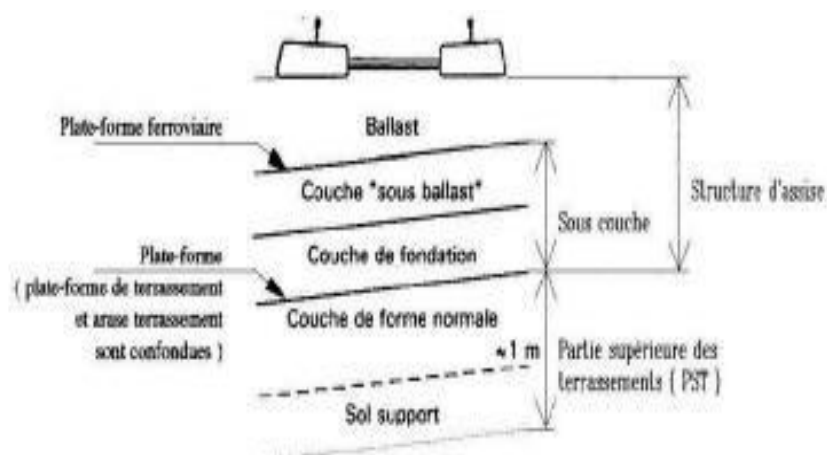 Ballast
Plate-forme ferroviaire
Couche "sous ballast"
Structure d'assise
Sous couche
Plate-forme
Couche de fondation
( plate-forme de terrassement
et arase terrassement
sont confondues )
Couche de forme normale
≈ 1 m
Partie supérieure des
terrassements ( PST )
Sol support